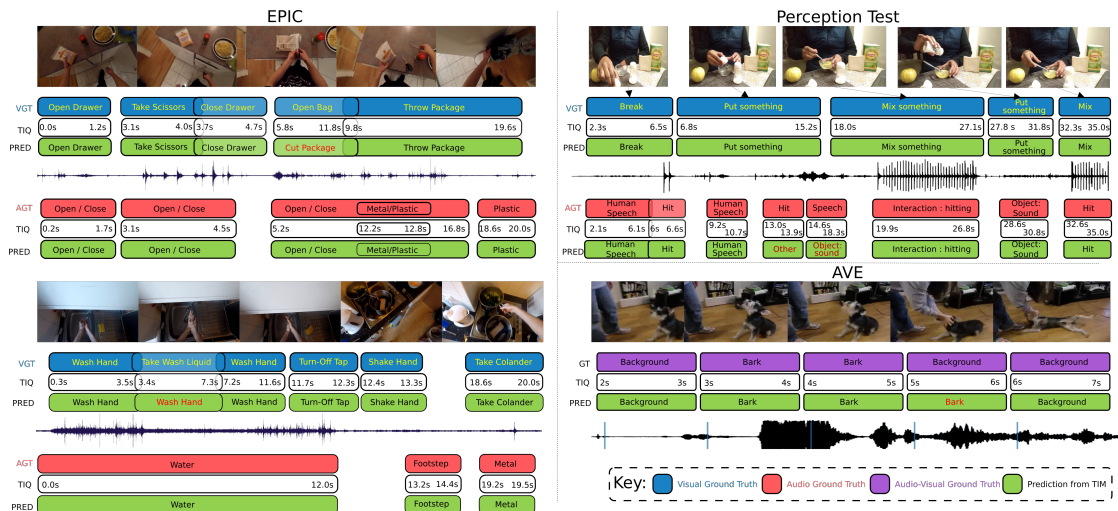 EPIC
VGT Open Drawer Take Scissors Close Drawer Open Bag Throw Package
TIQ 0.0s 1.2s 3.1s 4.0s 3.7s 4.7s 5.8s 11.8s 9.8s 19.6s
PRED Open Drawer Take Scissors Close Drawer Cut Package Throw Package
AGT Open / Close Open / Close Open / Close Metal/Plastic Plastic
TIQ 0.2s 1.7s 3.1s 4.5s 5.2s 12.2s 12.8s 16.8s 18.6s 20.0s
PRED Open / Close Open / Close Open / Close Metal/Plastic Plastic
VGT Wash Hand Take Wash Liquid Wash Hand Turn-Off Tap Shake Hand Take Colander
TIQ 0.3s 3.5s 3.4s 7.3s 7.2s 11.6s 11.7s 12.3s 12.4s 13.3s 18.6s 20.0s
PRED Wash Hand Wash Hand Wash Hand Turn-Off Tap Shake Hand Take Colander
AGT Water Footstep Metal
TIQ 0.0s 12.0s 13.2s 14.4s 19.2s 19.5s
PRED Water Footstep Metal
Perception Test
VGT Break Put something Mix something Put something Mix
TIQ 2.3s 6.5s 6.8s 15.2s 18.0s 27.1s 27.8 s 31.8s 32.3s 35.0s
PRED Break Put something Mix something Put something Mix
AGT Human Speech Hit Human Speech Hit Speech Interaction : hitting Object: Sound Hit
TIQ 2.1s 6.1s 6s 6.6s 9.2s 10.7s 13.0s 13.9s 14.6s 18.3s 19.9s 26.8s 28.6s 30.8s 32.6s 35.0s
PRED Human Speech Hit Human Speech Other Object: sound Interaction : hitting Object: Sound Hit
AVE
GT Background Bark Bark Background Background
TIQ 2s 3s 3s 4s 4s 5s 5s 6s 6s 7s
PRED Background Bark Bark Bark Background
Key: Visual Ground Truth Audio Ground Truth Audio-Visual Ground Truth Prediction from TIM